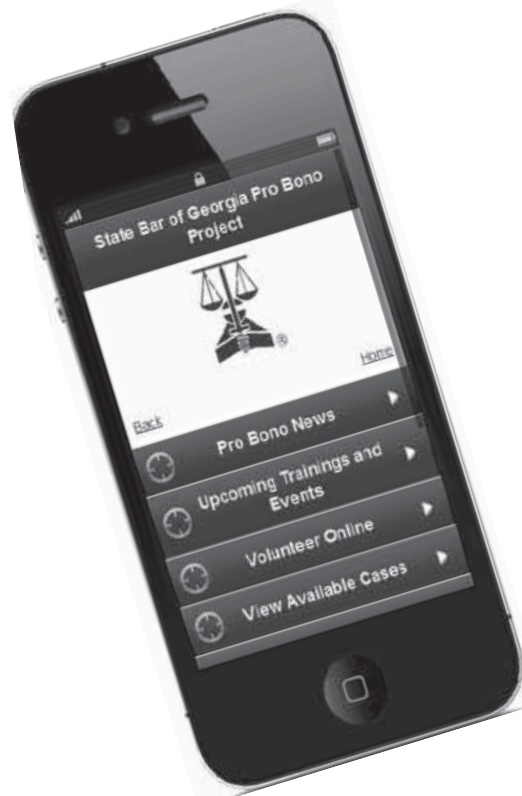 State Bar of Georgia Pro Bono
Project
®
Back
Home
Pro Bono News
Upcoming Trainings and
Events
Volunteer Online
View Available Cases